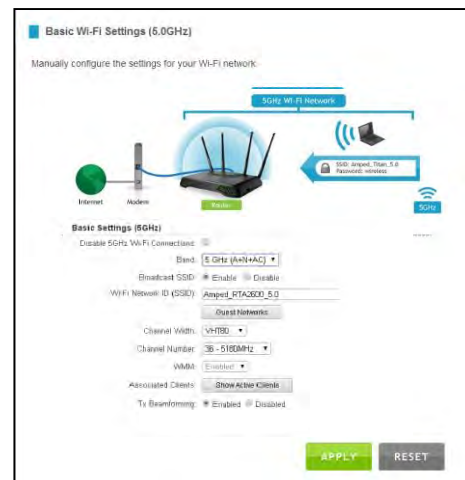 Basic Wi-Fi Settings (5.0GHz)
Manually configure the settings for your Wi-Fi network
5GHz Wi-Fi Network
SSID: Amped_Titan_5.0
Password: wireless
Internet
Modem
Router
5GHz
Basic Settings (5GHz)
Disable 5GHz Wi-Fi Connections:
Band: 5 GHz (A+N+AC)
Broadcast SSID: Enable Disable
Wi-Fi Network ID (SSID): Amped_RTA2600_5.0
Guest Networks
Channel Width: VHT80
Channel Number: 36 - 5180MHz
WMM: Enabled
Associated Clients: Show Active Clients
Tx Beamforming: Enabled Disabled
APPLY RESET